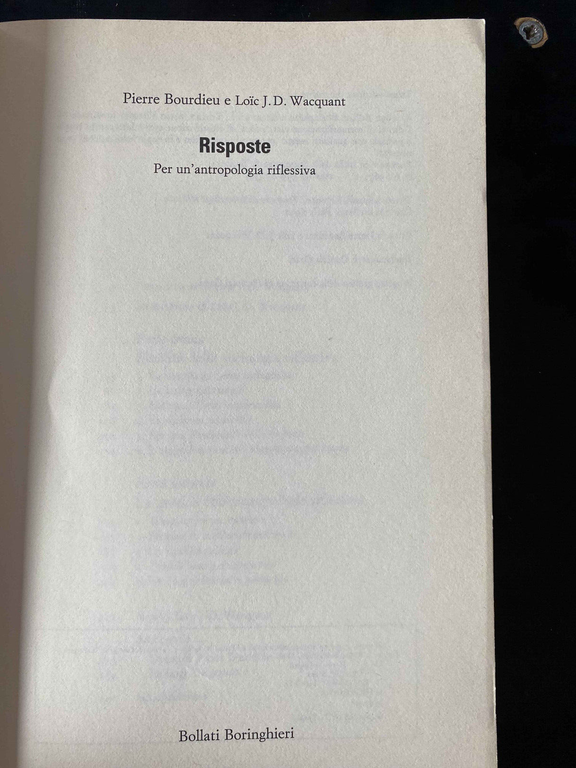 Pierre Bourdieu e Loïc J. D. Wacquant
Risposte
Per un'antropologia riflessiva
Bollati Boringhieri